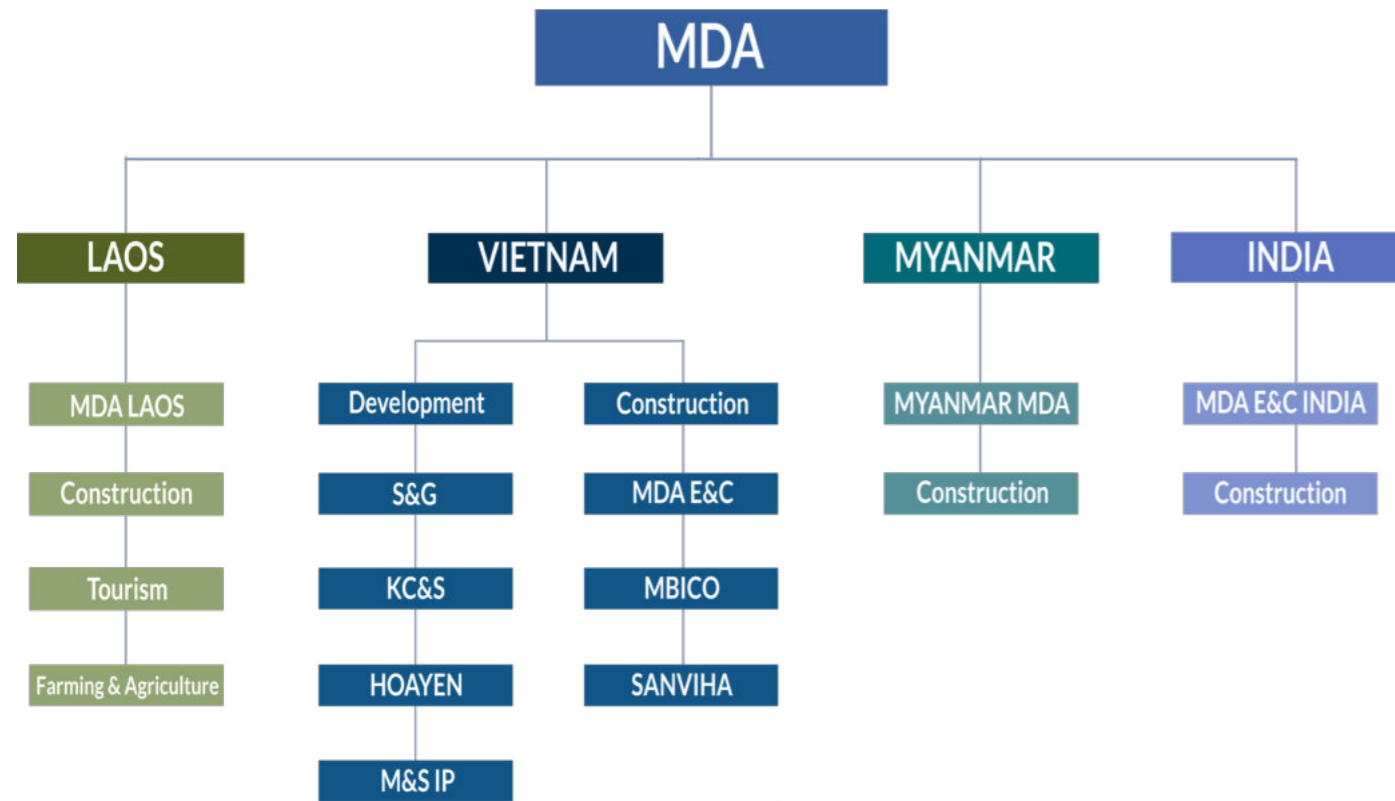 MDA
LAOS
VIETNAM
MYANMAR
INDIA
MDA LAOS
Development
Construction
MYANMAR MDA
MDA E&C INDIA
Construction
S&G
MDA E&C
Construction
Construction
Tourism
KC&S
MBICO
Farming & Agriculture
HOAYEN
SANVIHA
M&S IP